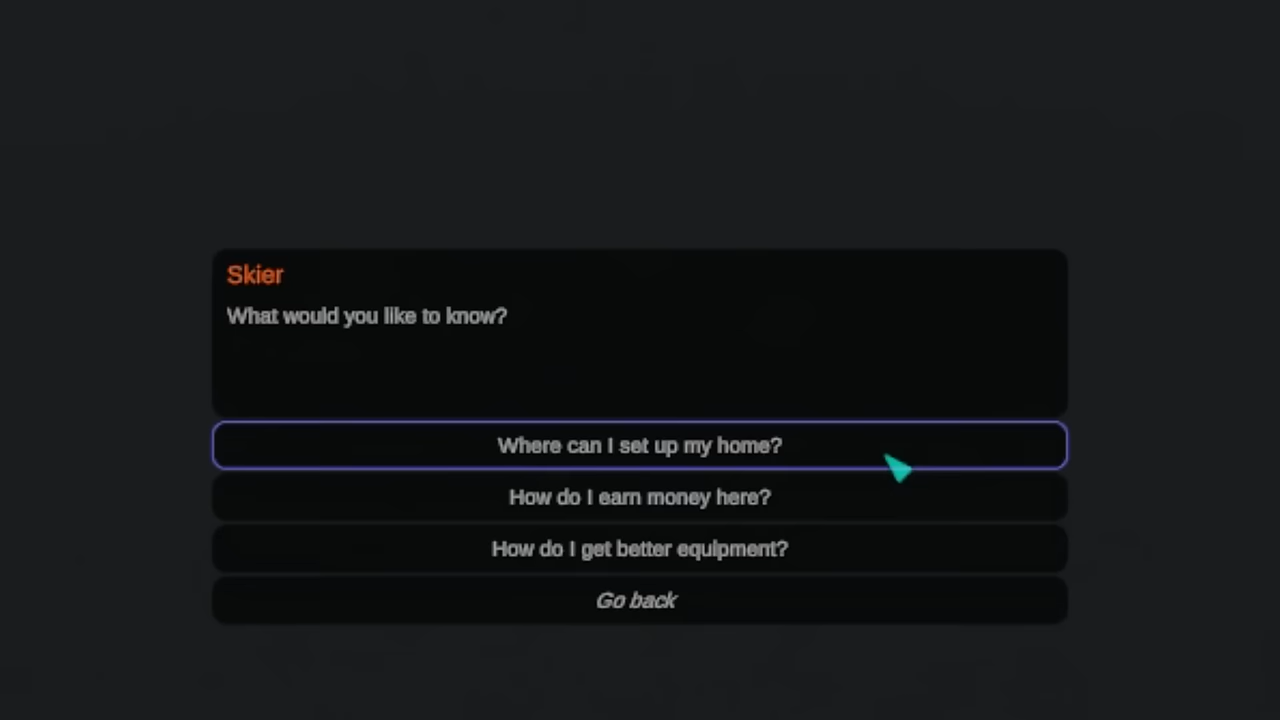 Skier
What would you like to know?
Where can I set up my home?
How do I earn money here?
How do I get better equipment?
Go back